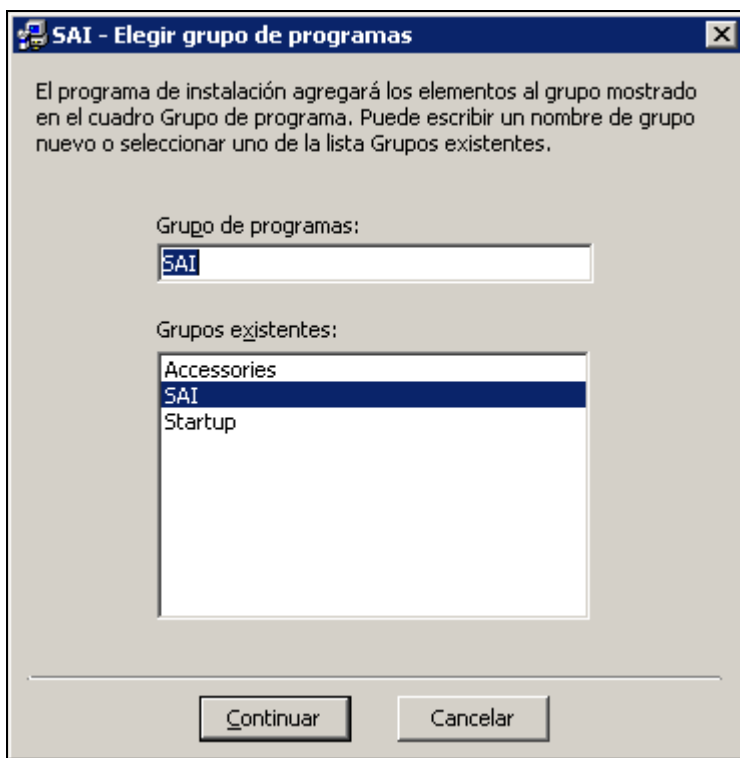 SAI - Elegir grupo de programas
El programa de instalación agregará los elementos al grupo mostrado
en el cuadro Grupo de programa. Puede escribir un nombre de grupo
nuevo o seleccionar uno de la lista Grupos existentes.
Grupo de programas:
SAI
Grupos existentes:
Accessories
SAI
Startup
Continuar
Cancelar